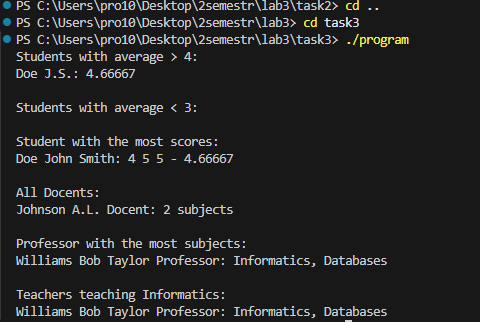 PS C:\Users\pro10\Desktop\2semestr\lab3\task2> cd ..
PS C:\Users\pro10\Desktop\2semestr\lab3> cd task3
PS C:\Users\pro10\Desktop\2semestr\lab3\task3> ./program
Students with average > 4:
Doe J.S.: 4.66667
Students with average < 3:
Student with the most scores:
Doe John Smith: 4 5 5 - 4.66667
All Docents:
Johnson A.L. Docent: 2 subjects
Professor with the most subjects:
Williams Bob Taylor Professor: Informatics, Databases
Teachers teaching Informatics:
Williams Bob Taylor Professor: Informatics, Databases